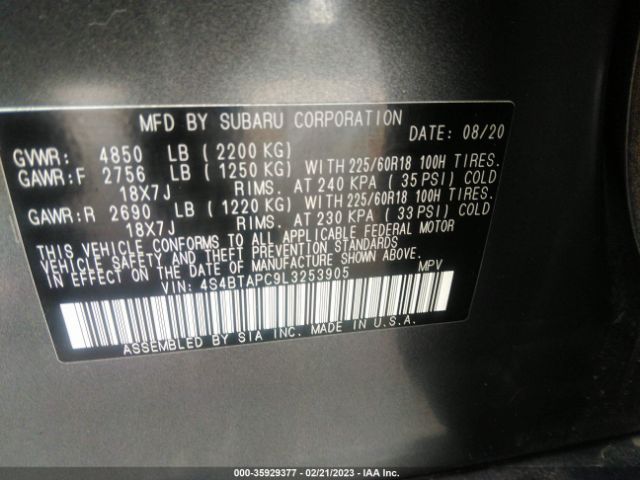 MFD BY SUBARU CORPORATION DATE: 08/20
GVWR: 4850 LB ( 2200 KG)
GAWR:F 2756 LB ( 1250 KG) WITH 225/60R18 100H TIRES.
18X7J RIMS. AT 240 KPA ( 35 PSI) COLD
GAWR:R 2690 LB ( 1220 KG) WITH 225/60R18 100H TIRES.
18X7J RIMS. AT 230 KPA ( 33 PSI) COLD
THIS VEHICLE CONFORMS TO ALL APPLICABLE FEDERAL MOTOR
VEHICLE SAFETY AND THEFT PREVENTION STANDARDS
IN EFFECT ON THE DATE OF MANUFACTURE SHOWN ABOVE.
VIN: 4S4BTAPC9L3253905 MPV
ASSEMBLED BY SIA INC. MADE IN U.S.A.
000-35929377 - 02/21/2023 - IAA Inc.